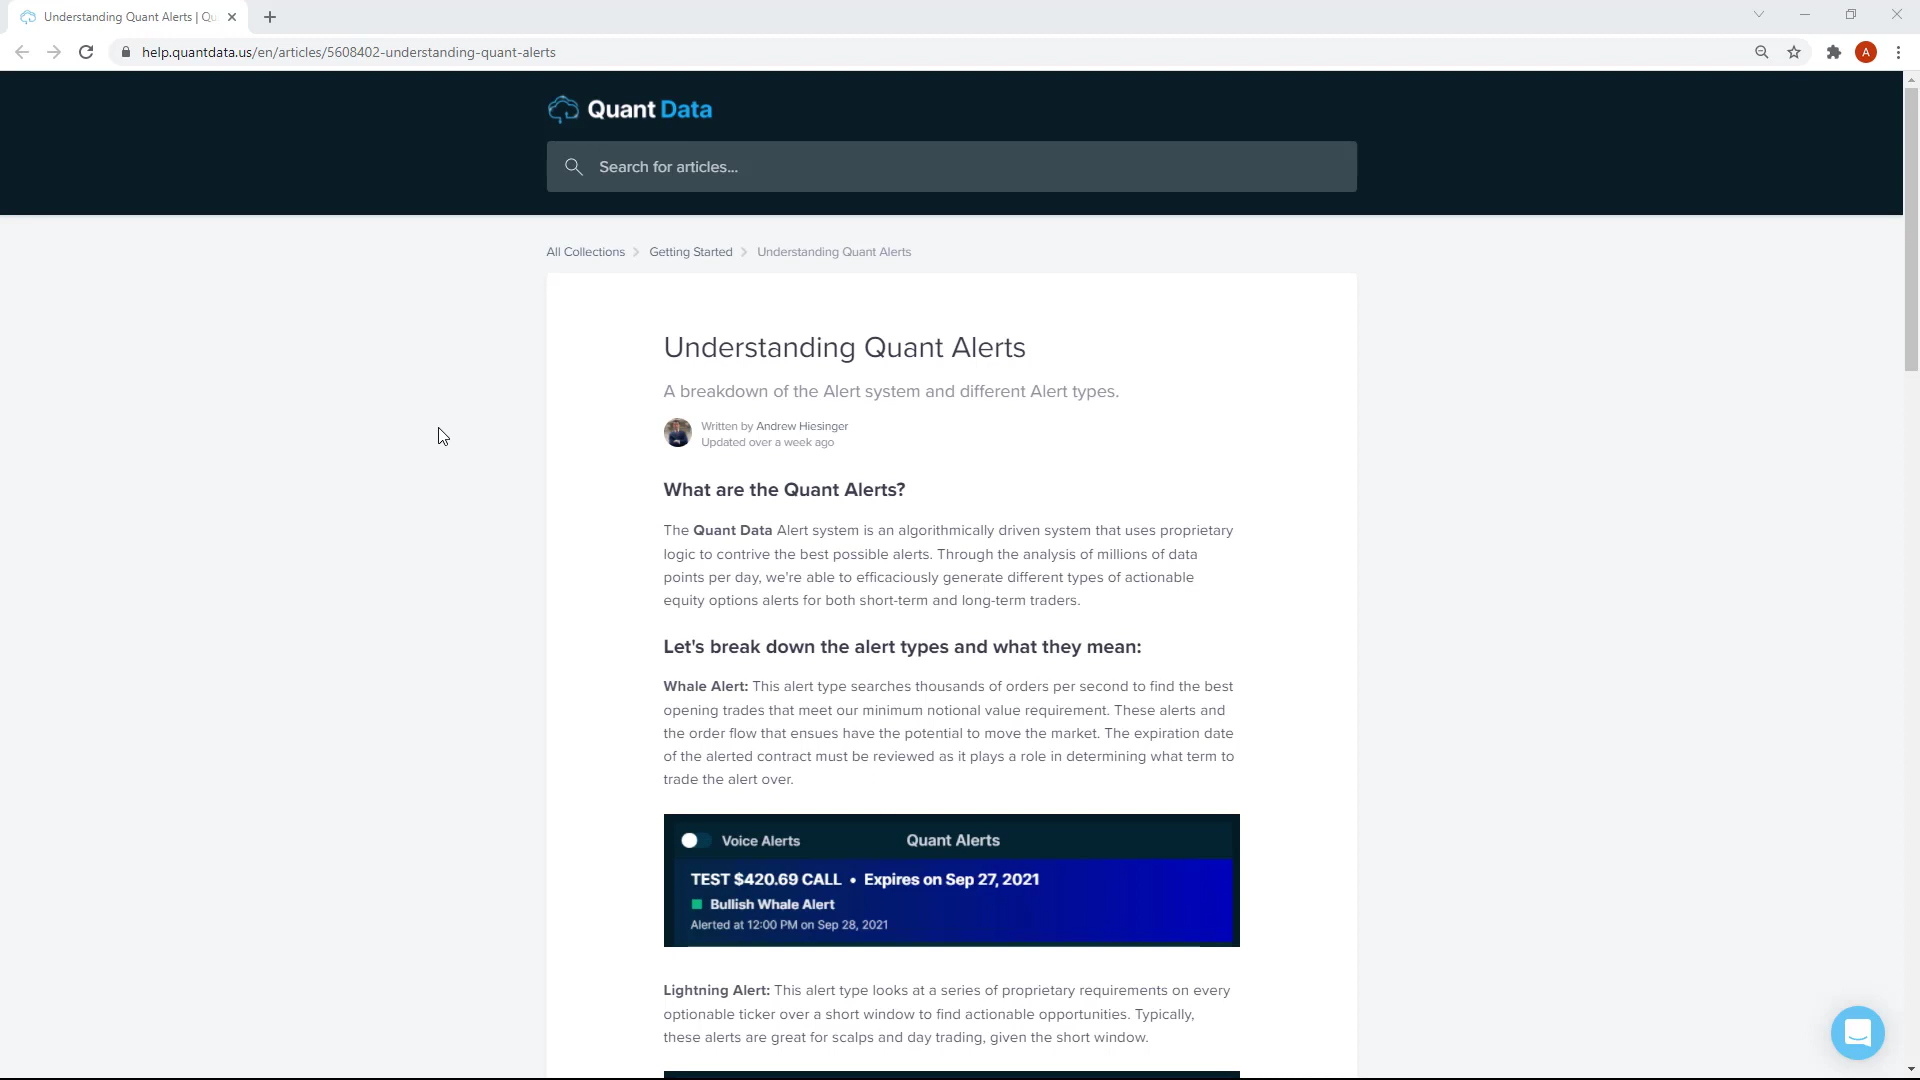 Understanding Quant Alerts | Qu
help.quantdata.us/en/articles/5608402-understanding-quant-alerts
A
Quant Data
Search for articles...
All Collections > Getting Started > Understanding Quant Alerts
Understanding Quant Alerts
A breakdown of the Alert system and different Alert types.
Written by Andrew Hiesinger
Updated over a week ago
What are the Quant Alerts?
The Quant Data Alert system is an algorithmically driven system that uses proprietary
logic to contrive the best possible alerts. Through the analysis of millions of data
points per day, we're able to efficaciously generate different types of actionable
equity options alerts for both short-term and long-term traders.
Let's break down the alert types and what they mean:
Whale Alert: This alert type searches thousands of orders per second to find the best
opening trades that meet our minimum notional value requirement. These alerts and
the order flow that ensues have the potential to move the market. The expiration date
of the alerted contract must be reviewed as it plays a role in determining what term to
trade the alert over.
Voice Alerts Quant Alerts
TEST $420.69 CALL • Expires on Sep 27, 2021
Bullish Whale Alert
Alerted at 12:00 PM on Sep 28, 2021
Lightning Alert: This alert type looks at a series of proprietary requirements on every
optionable ticker over a short window to find actionable opportunities. Typically,
these alerts are great for scalps and day trading, given the short window.